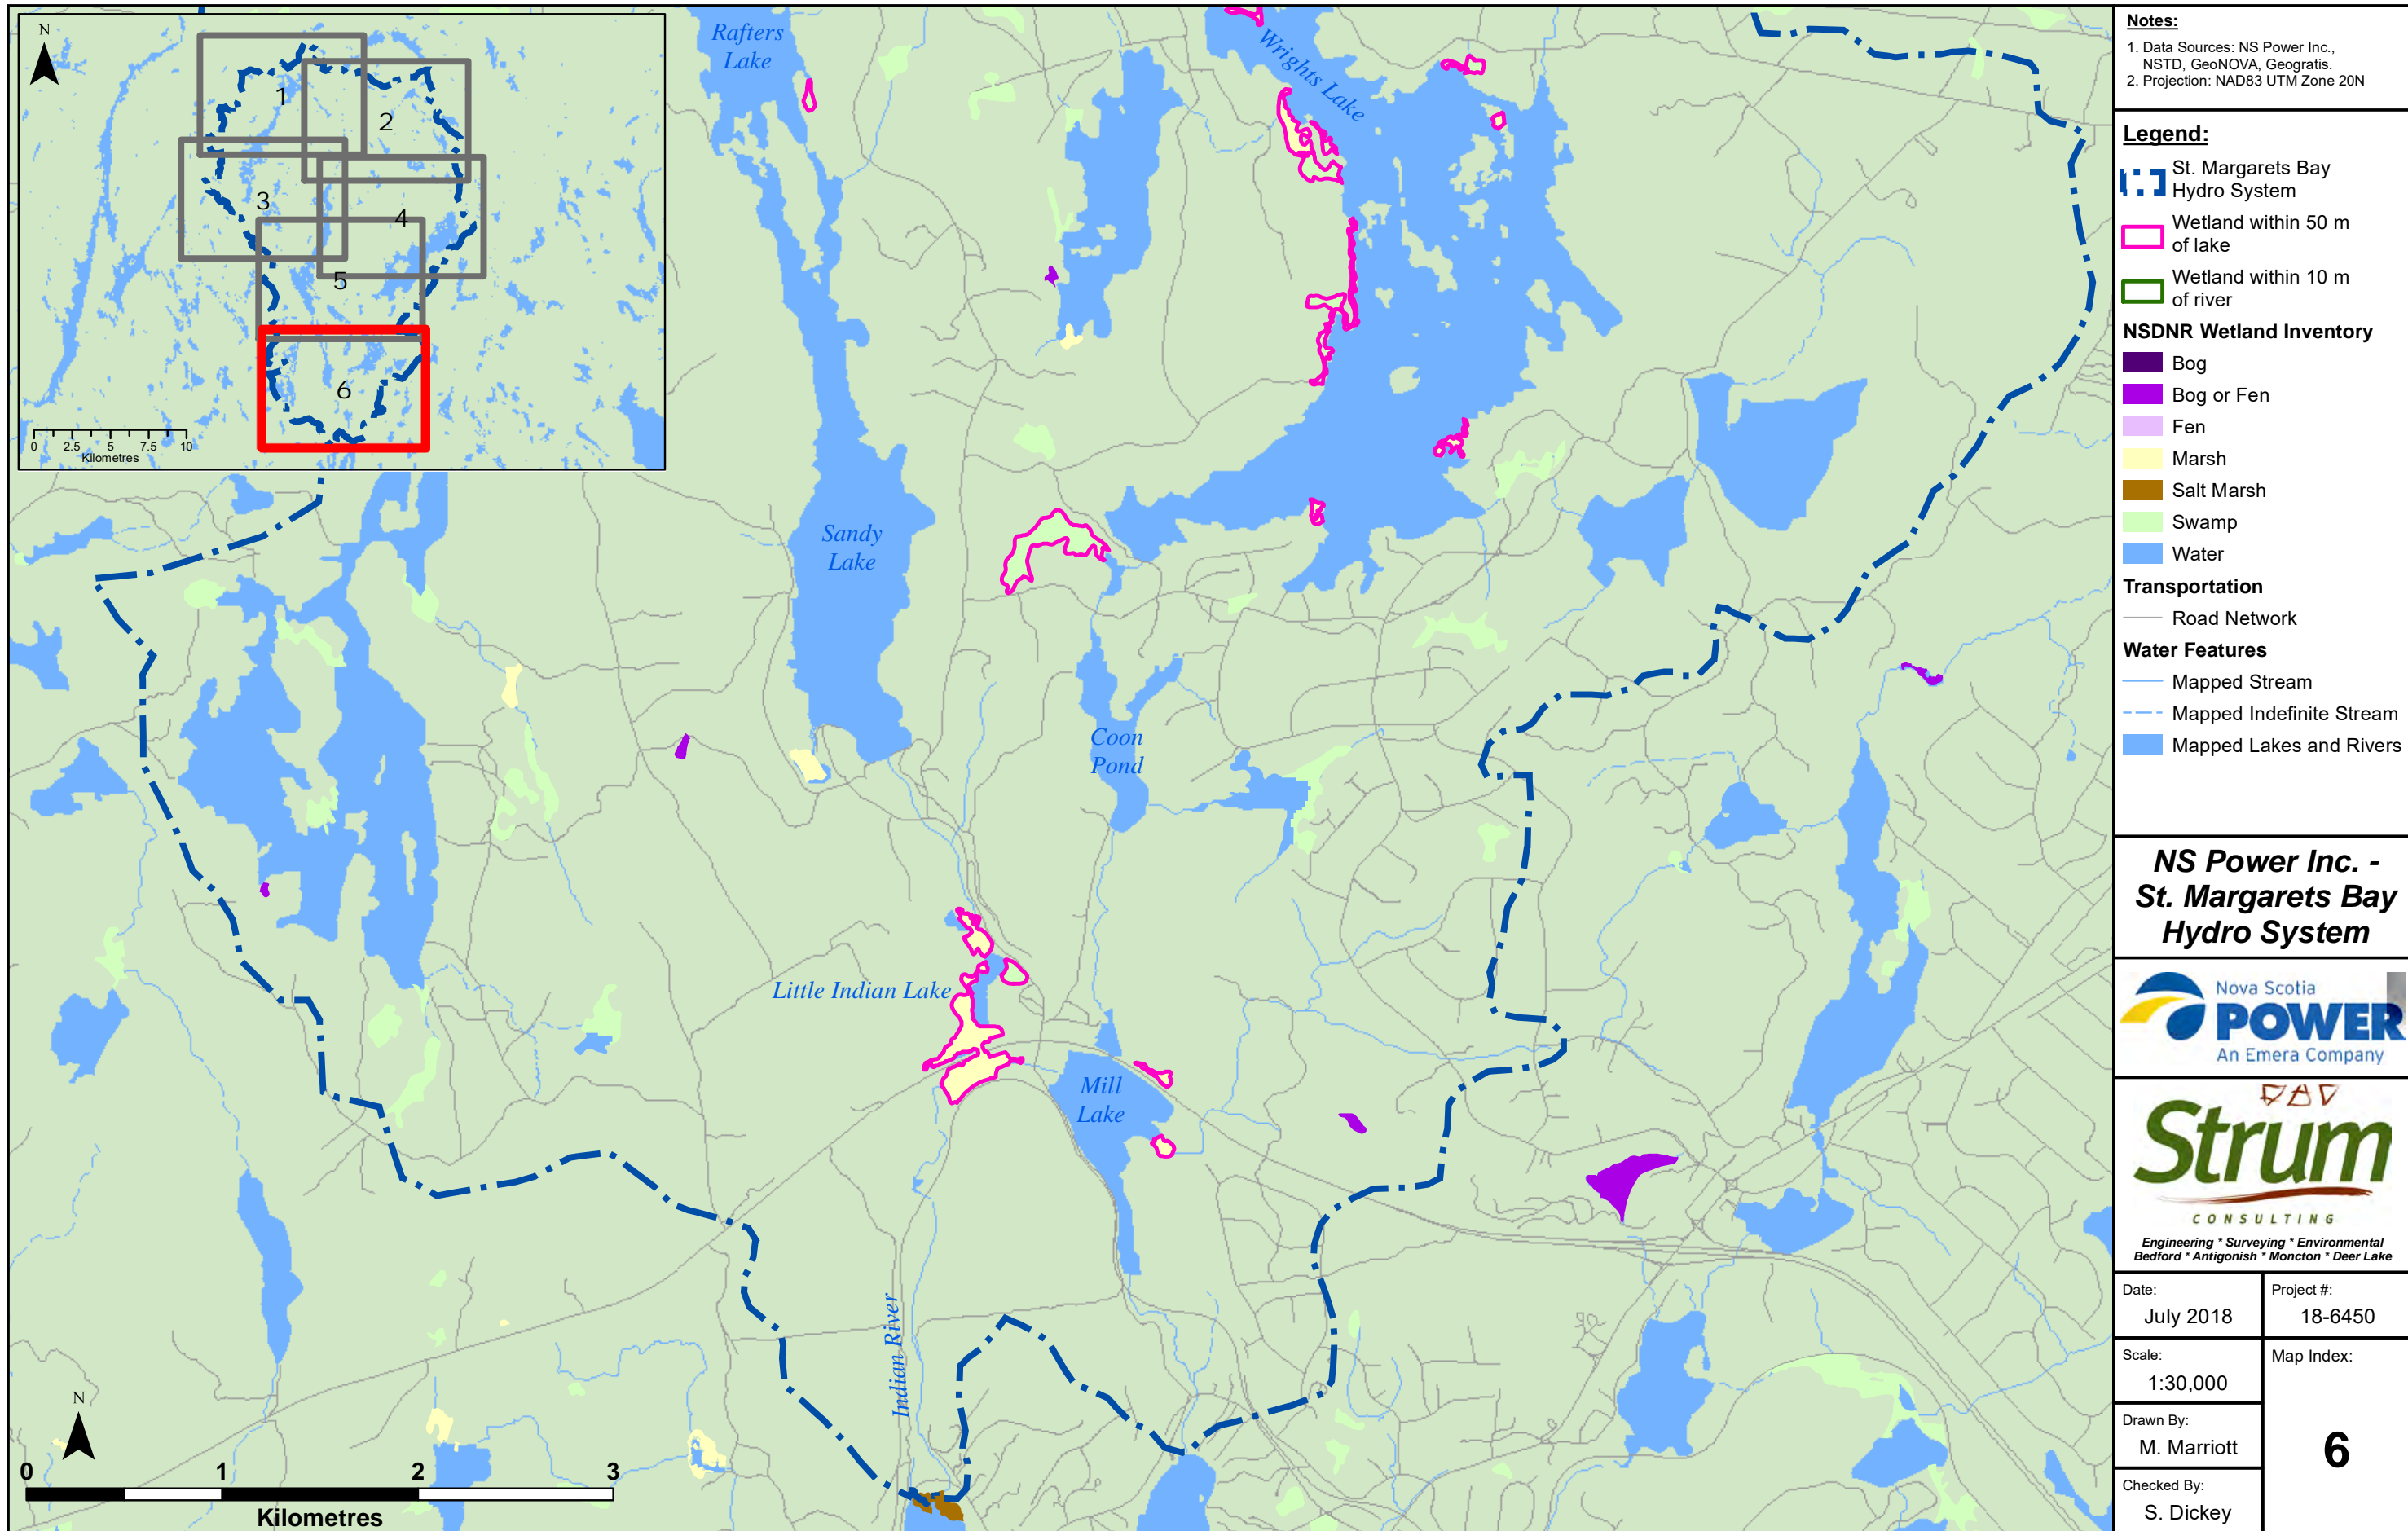 N
1
2
3
4
5
6
0 2.5 5 7.5 10
Kilometres
Rafters
Lake
Wrights Lake
Sandy
Lake
Coon
Pond
Little Indian Lake
Mill
Lake
Indian River
N
0 1 2 3
Kilometres
Notes:
1. Data Sources: NS Power Inc.,
NSTD, GeoNOVA, Geogratis.
2. Projection: NAD83 UTM Zone 20N
Legend:
St. Margarets Bay
Hydro System
Wetland within 50 m
of lake
Wetland within 10 m
of river
NSDNR Wetland Inventory
Bog
Bog or Fen
Fen
Marsh
Salt Marsh
Swamp
Water
Transportation
Road Network
Water Features
Mapped Stream
Mapped Indefinite Stream
Mapped Lakes and Rivers
NS Power Inc. -
St. Margarets Bay
Hydro System
Nova Scotia
POWER
An Emera Company
Strum
CONSULTING
Engineering * Surveying * Environmental
Bedford * Antigonish * Moncton * Deer Lake
Date:
July 2018
Project #:
18-6450
Scale:
1:30,000
Map Index:
6
Drawn By:
M. Marriott
Checked By:
S. Dickey